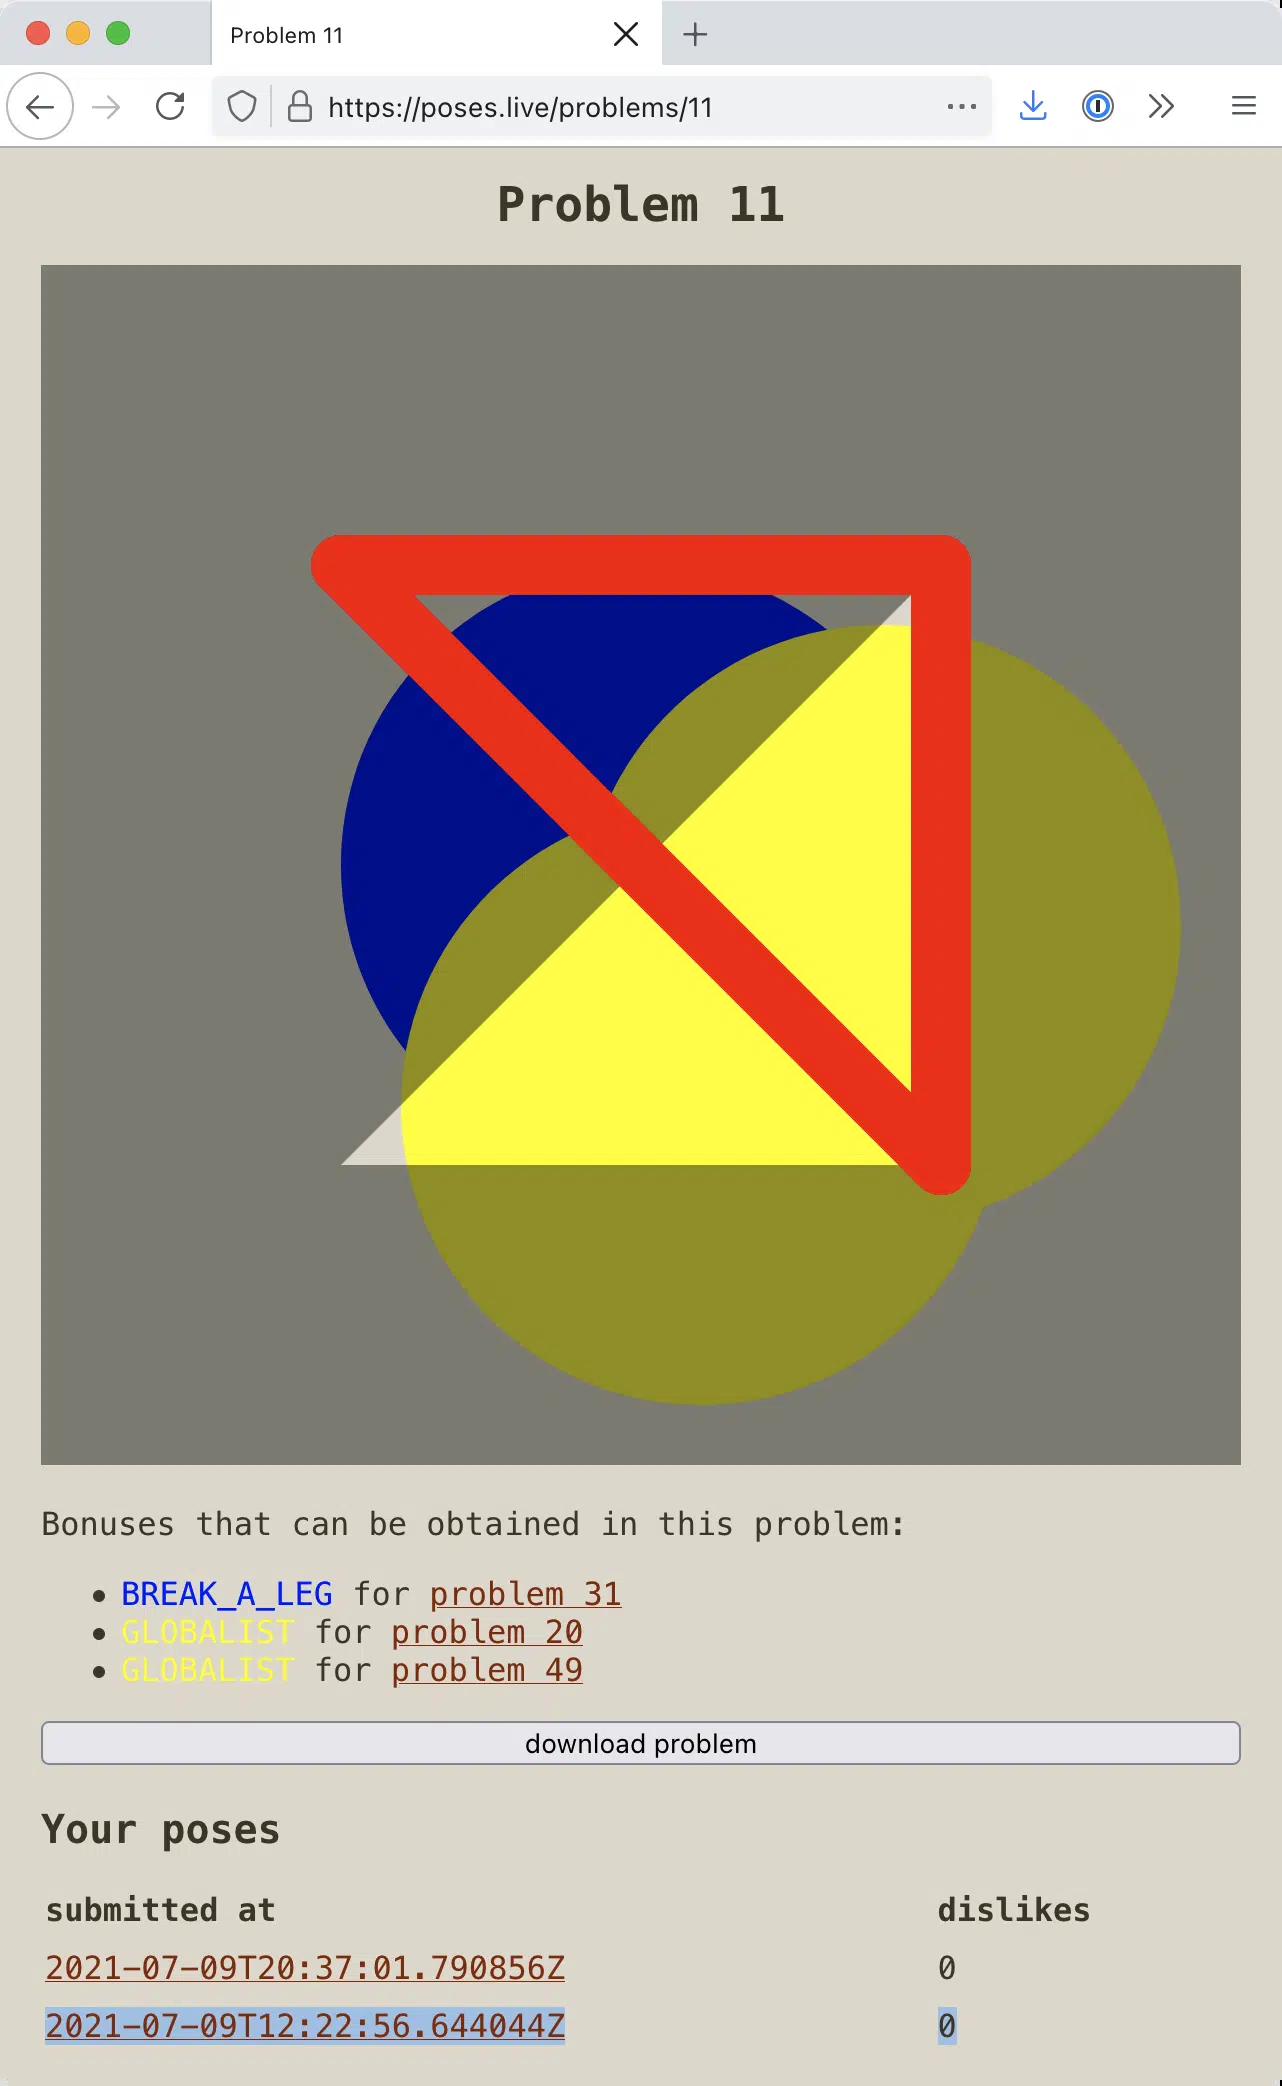 Problem 11
https://poses.live/problems/11
Problem 11
Bonuses that can be obtained in this problem:
BREAK_A_LEG for problem 31
GLOBALIST for problem 20
GLOBALIST for problem 49
download problem
Your poses
submitted at dislikes
2021-07-09T20:37:01.790856Z 0
2021-07-09T12:22:56.644044Z 0